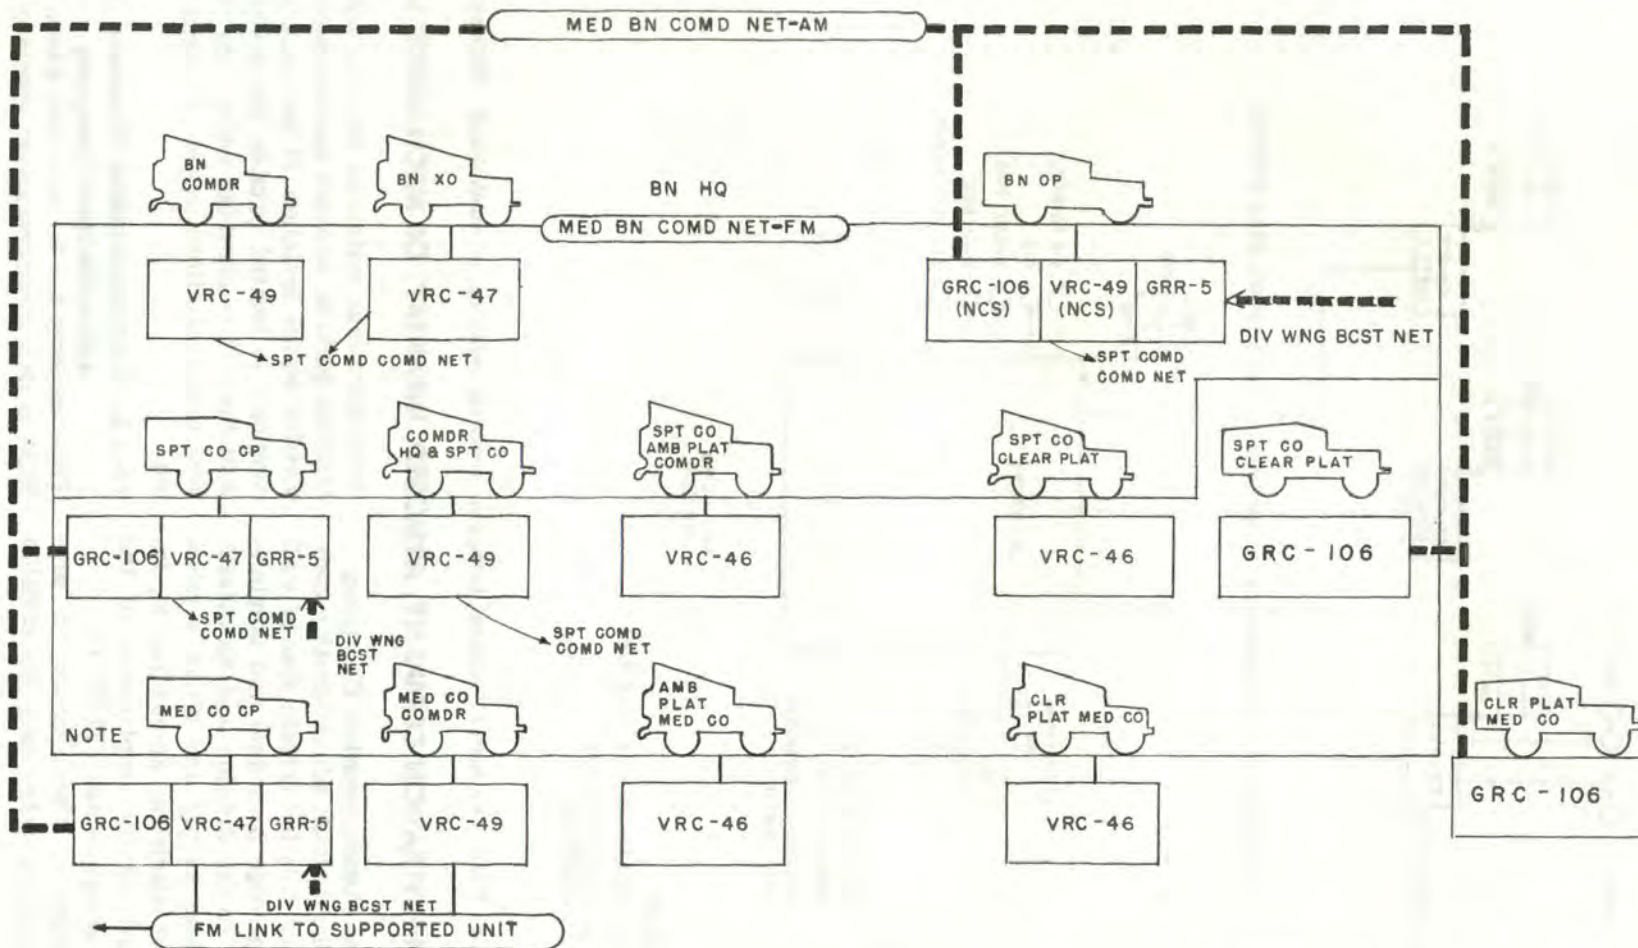 MED BN COMD NET-AM
BN
COMDR
BN XO
BN HQ
BN OP
MED BN COMD NET-FM
VRC-49
VRC-47
GRC-106
(NCS)
VRC-49
(NCS)
GRR-5
DIV WNG BCST NET
SPT COMD COMD NET
SPT COMD
COMD NET
SPT CO CP
COMDR
HQ & SPT CO
SPT CO
AMB PLAT
COMDR
SPT CO
CLEAR PLAT
SPT CO
CLEAR PLAT
GRC-106
VRC-47
GRR-5
VRC-49
VRC-46
VRC-46
GRC-106
SPT COMD
COMD NET
DIV WNG
BCST
NET
SPT COMD
COMD NET
NOTE
MED CO CP
MED CO
COMDR
AMB
PLAT
MED CO
CLR
PLAT MED CO
CLR PLAT
MED CO
GRC-106
VRC-47
GRR-5
VRC-49
VRC-46
VRC-46
GRC-106
DIV WNG BCST NET
FM LINK TO SUPPORTED UNIT